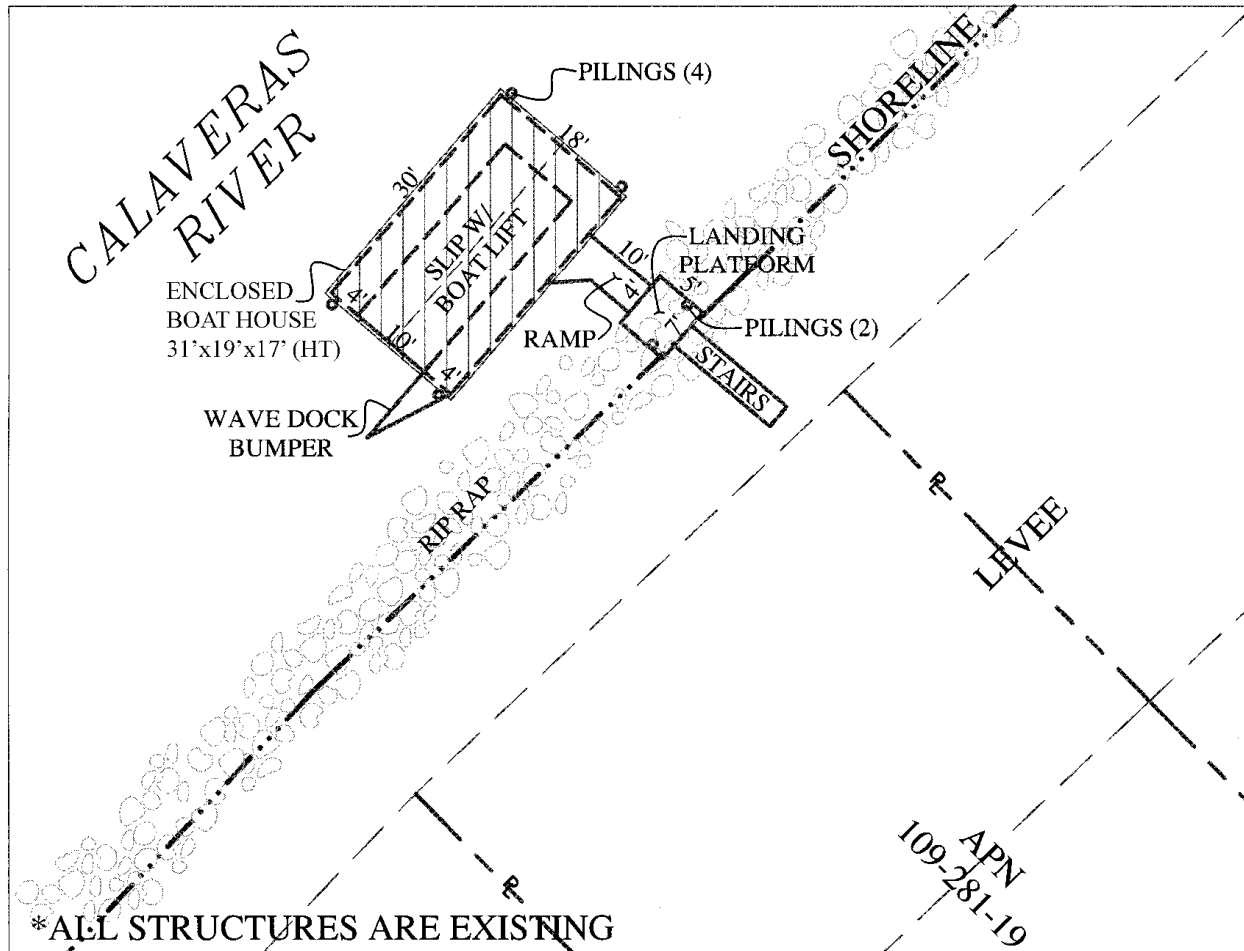 CALAVERAS
RIVER
PILINGS (4)
SHORELINE
18'
30'
SLIP W/
BOAT LIFT
ENCLOSED
BOAT HOUSE
31'x19'x17' (HT)
4'
10'
4'
WAVE DOCK
BUMPER
10'
4'
RAMP
LANDING
PLATFORM
5'
7'
PILINGS (2)
STAIRS
RIP RAP
PL
LEVEE
PL
APN
109-281-19
*ALL STRUCTURES ARE EXISTING